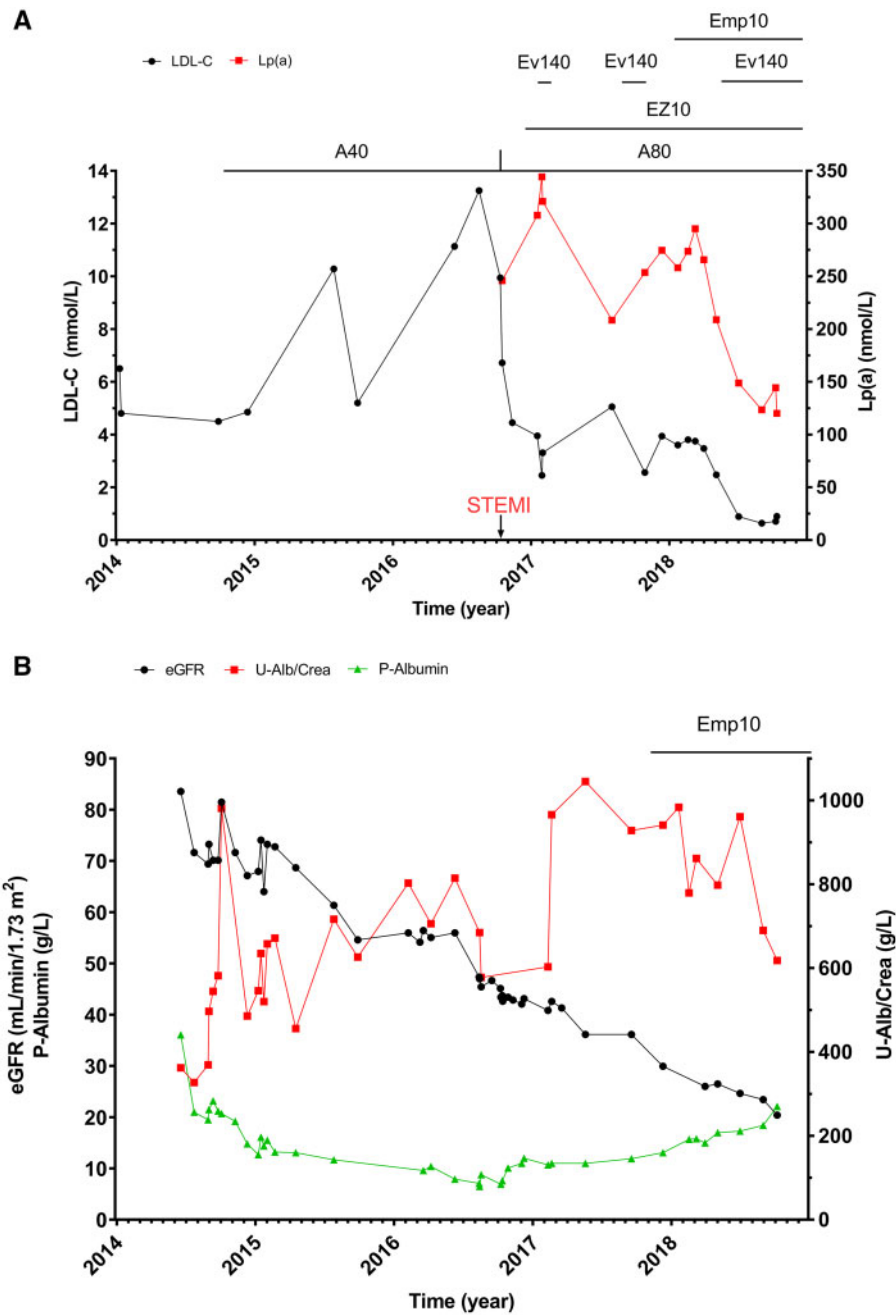 A
Emp10
LDL-C Lp(a) Ev140 Ev140 Ev140
EZ10
A40 A80
14 350
12 300
10 250
8 200
6 150
4 100
2 50
0 0
LDL-C (mmol/L)
Lp(a) (nmol/L)
STEMI
2014 2015 2016 2017 2018
Time (year)
B
eGFR U-Alb/Crea P-Albumin
Emp10
90
80 1000
70
60 800
50 600
40
30 400
20 200
10
0 0
eGFR (mL/min/1.73 m²)
P-Albumin (g/L)
U-Alb/Crea (g/L)
2014 2015 2016 2017 2018
Time (year)